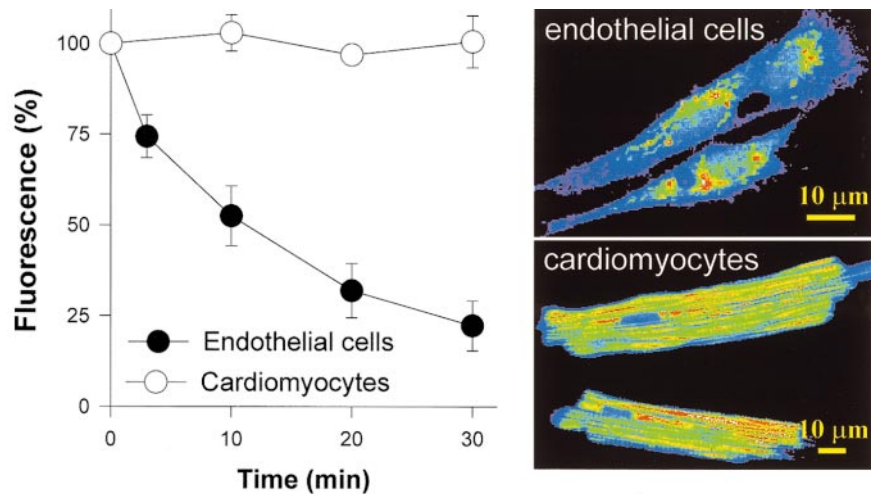 Fluorescence (%)
100
75
50
25
0
Endothelial cells
Cardiomyocytes
0
10
20
30
Time (min)
endothelial cells
10 μm
cardiomyocytes
10 μm